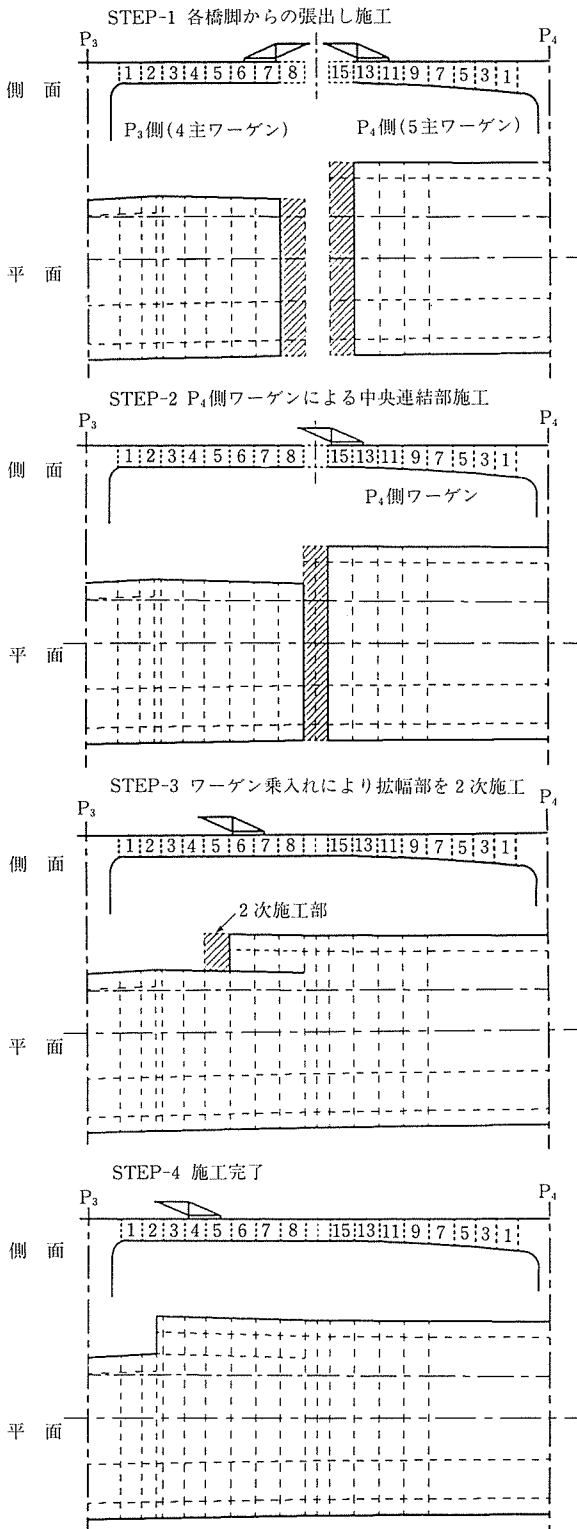 STEP-1 各橋脚からの張出し施工
P₃ P₄
側 面
1 2 3 4 5 6 7 8 15 13 11 9 7 5 3 1
P₃側(4主ワーゲン) P₄側(5主ワーゲン)
平 面
STEP-2 P₄側ワーゲンによる中央連結部施工
P₃ P₄
側 面
1 2 3 4 5 6 7 8 15 13 11 9 7 5 3 1
P₄側ワーゲン
平 面
STEP-3 ワーゲン乗入れにより拡幅部を2次施工
P₃ P₄
側 面
1 2 3 4 5 6 7 8 15 13 11 9 7 5 3 1
2次施工部
平 面
STEP-4 施工完了
P₃ P₄
側 面
1 2 3 4 5 6 7 8 15 13 11 9 7 5 3 1
平 面